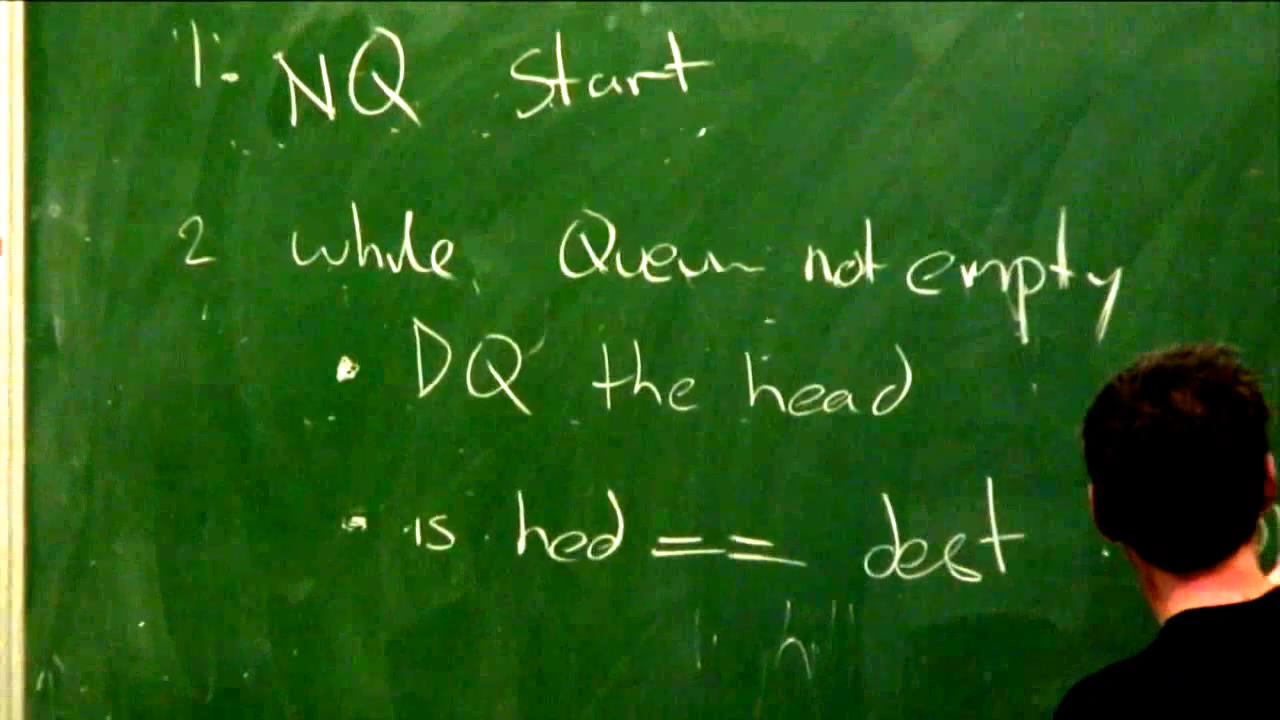 1. NQ Start
2 while Queue not empty
• DQ the head
• is hed == dest